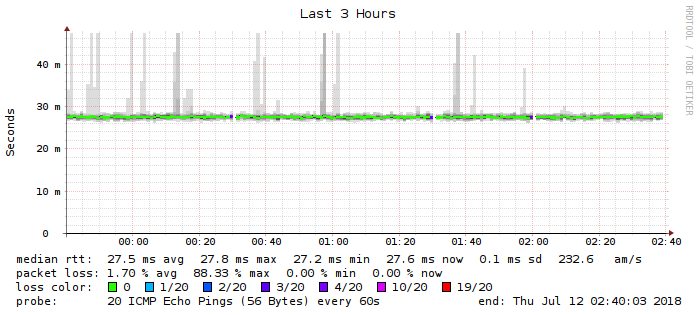 Last 3 Hours
RRDTOOL / TOBI OETIKER
Seconds
40 m
30 m
20 m
10 m
0
00:00 00:20 00:40 01:00 01:20 01:40 02:00 02:20 02:40
median rtt: 27.5 ms avg 27.8 ms max 27.2 ms min 27.6 ms now 0.1 ms sd 232.6 am/s
packet loss: 1.70 % avg 88.33 % max 0.00 % min 0.00 % now
loss color: 0 1/20 2/20 3/20 4/20 10/20 19/20
probe: 20 ICMP Echo Pings (56 Bytes) every 60s end: Thu Jul 12 02:40:03 2018